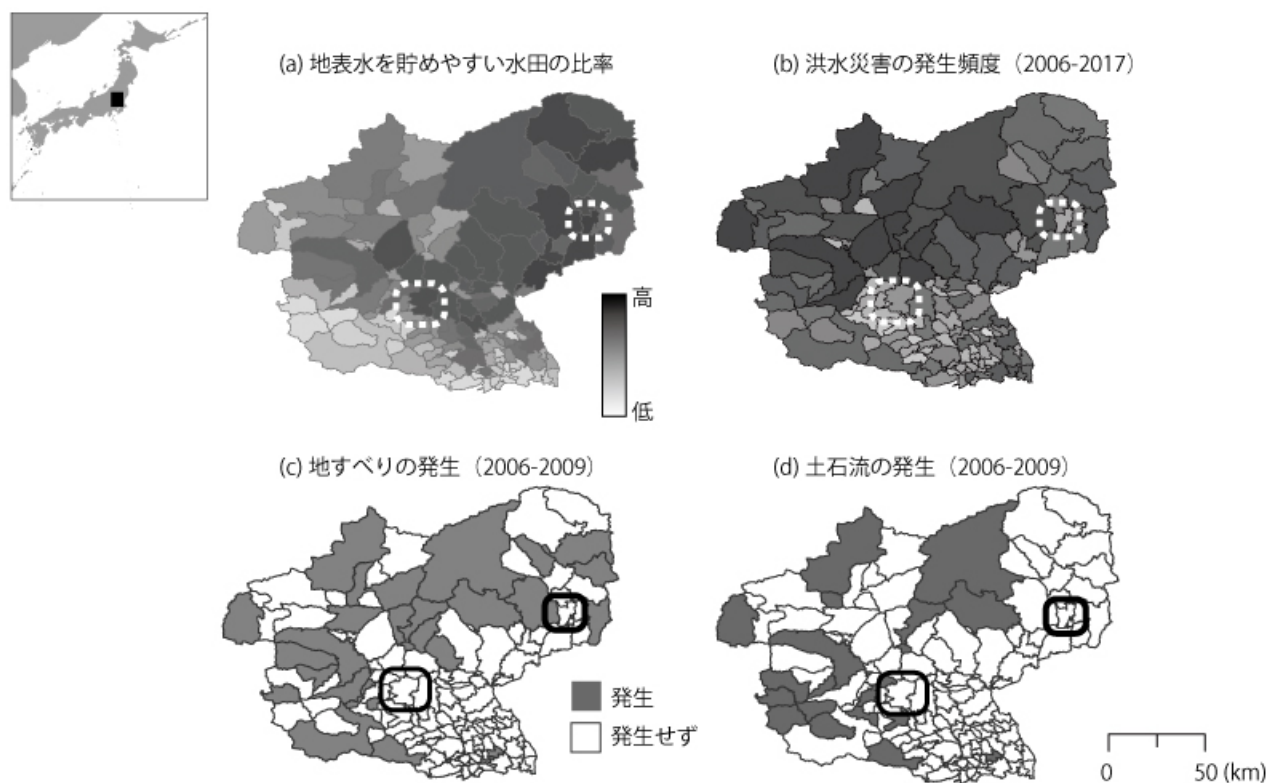 (a) 地表水を貯めやすい水田の比率
(b) 洪水災害の発生頻度（2006-2017）
高
低
(c) 地すべりの発生（2006-2009）
(d) 土石流の発生（2006-2009）
発生
発生せず
0 50 (km)